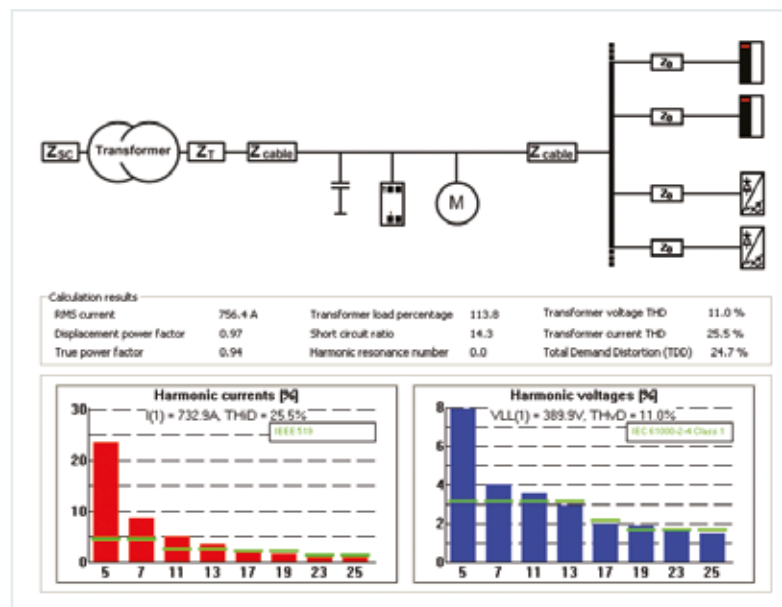 Zθ
Zθ
ZSC Transformer ZT Zcable Zcable
M
Zθ
Zθ
Calculation results
RMS current 756.4 A Transformer load percentage 113.8 Transformer voltage THD 11.0 %
Displacement power factor 0.97 Short circuit ratio 14.3 Transformer current THD 25.5 %
True power factor 0.94 Harmonic resonance number 0.0 Total Demand Distortion (TDD) 24.7 %
Harmonic currents [%]
I(1) = 732.9A, THiD = 25.5%
IEEE 519
30
20
10
0
5 7 11 13 17 19 23 25
Harmonic voltages [%]
VLL(1) = 389.9V, THvD = 11.0%
IEC 61000-2-4 Class 1
8
6
4
2
0
5 7 11 13 17 19 23 25